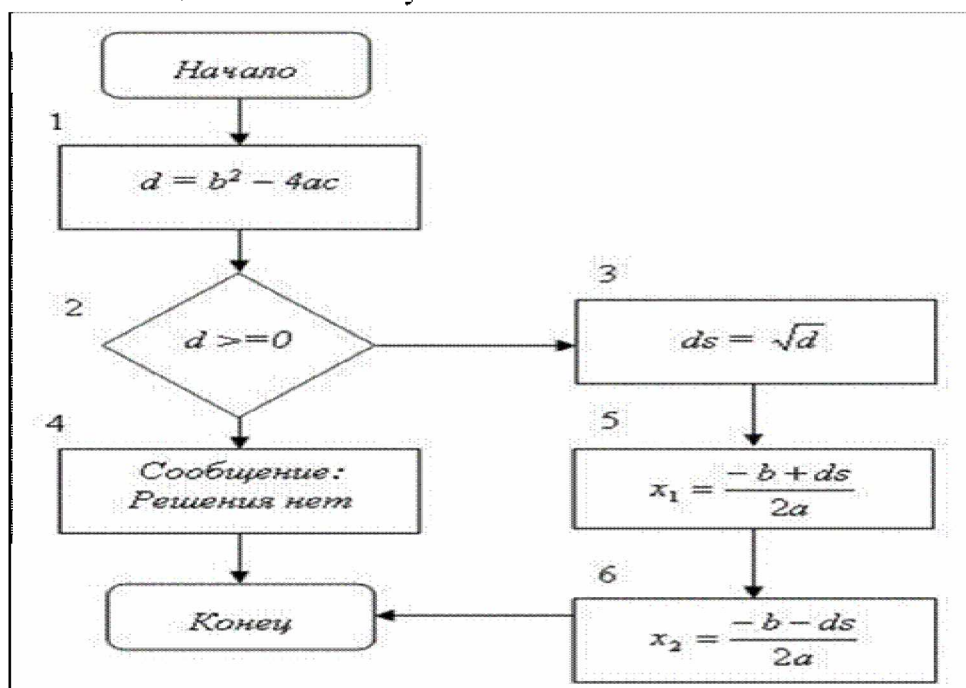 Начало
1
d = b² − 4ac
2
d >=0
3
ds = √d
4
Сообщение:
Решения нет
5
x₁ = (−b + ds)/2a
6
x₂ = (−b − ds)/2a
Конец